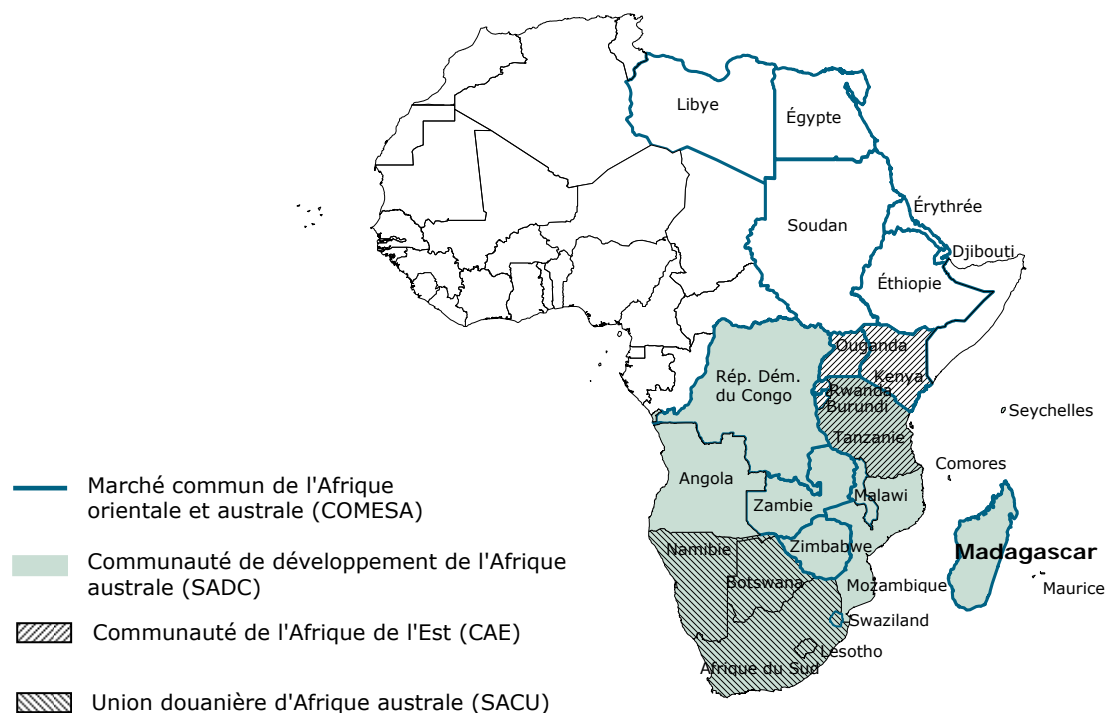 Libye
Égypte
Soudan
Érythrée
Djibouti
Éthiopie
Ouganda
Kenya
Rép. Dém.
du Congo
Rwanda
Burundi
Tanzanie
Seychelles
Comores
Angola
Zambie
Malawi
Namibie
Zimbabwe
Madagascar
Botswana
Mozambique
Maurice
Swaziland
Lesotho
Afrique du Sud
Marché commun de l'Afrique
orientale et australe (COMESA)
Communauté de développement de l'Afrique
australe (SADC)
Communauté de l'Afrique de l'Est (CAE)
Union douanière d'Afrique australe (SACU)